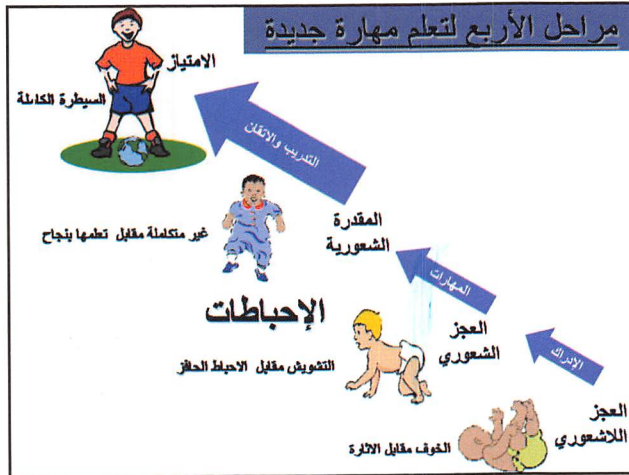 مراحل الأربع لتعلم مهارة جديدة
الامتياز
السيطرة الكاملة
التدريب والاتقان
المقدرة
الشعورية
غير متكاملة مقابل تعلمها بنجاح
المهارات
الإحباطات
العجز
الشعوري
التشويش مقابل الاحباط الحافز
الإدراك
العجز
اللاشعوري
الخوف مقابل الاثارة